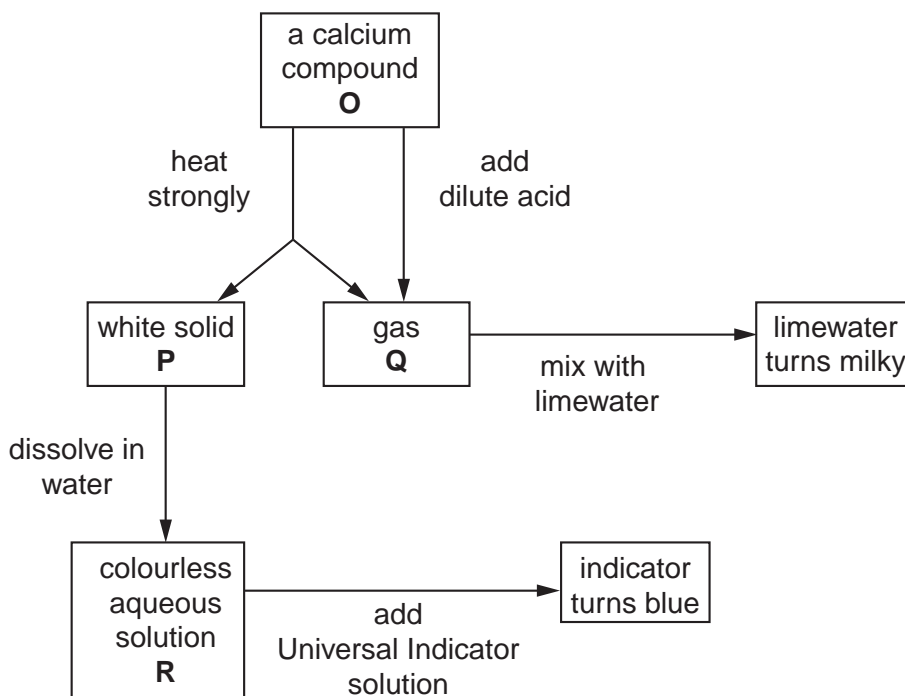 a calcium
compound
O
heat
strongly
add
dilute acid
white solid
P
gas
Q
mix with
limewater
limewater
turns milky
dissolve in
water
colourless
aqueous
solution
R
add
Universal Indicator
solution
indicator
turns blue